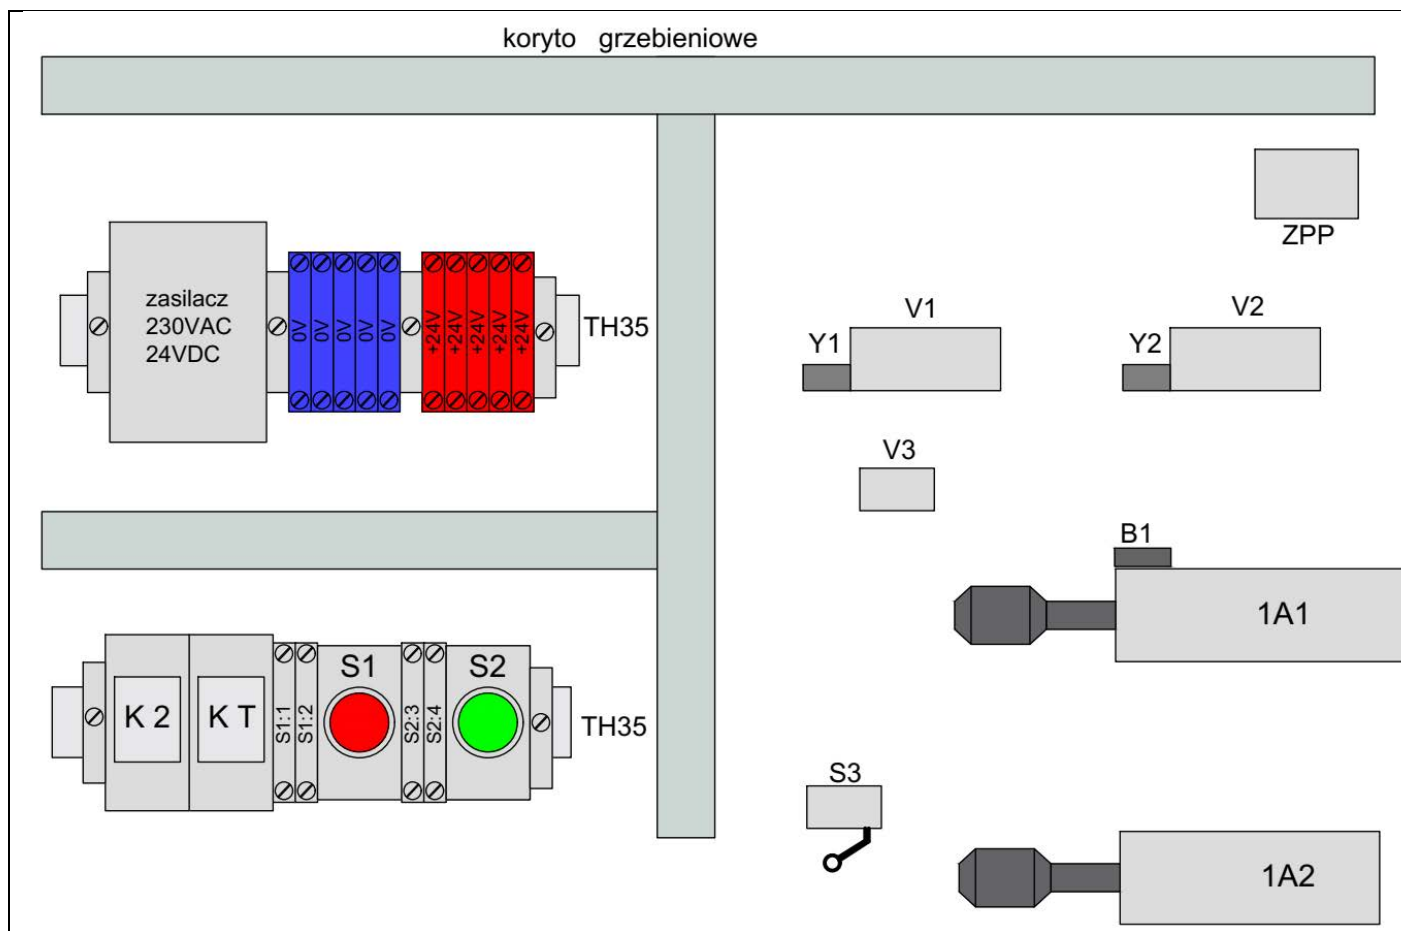 koryto grzebieniowe
ZPP
zasilacz
230VAC
24VDC
0V
0V
0V
0V
0V
+24V
+24V
+24V
+24V
+24V
TH35
V1
Y1
V2
Y2
V3
B1
1A1
K 2
K T
S1:1
S1:2
S1
S2:3
S2:4
S2
TH35
S3
1A2